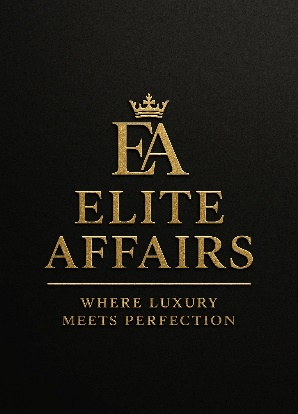 EA
ELITE
AFFAIRS
WHERE LUXURY
MEETS PERFECTION